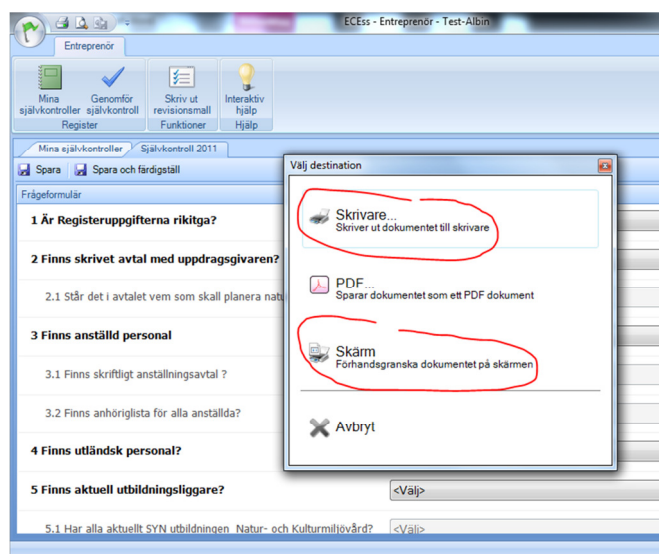 ECEss - Entreprenör - Test-Albin
Entreprenör
Mina självkontroller
Genomför självkontroll
Skriv ut revisionsmall
Interaktiv hjälp
Register
Funktioner
Hjälp
Mina självkontroller
Självkontroll 2011
Spara
Spara och färdigställ
Frågeformulär
1 Är Registeruppgifterna rikitga?
2 Finns skrivet avtal med uppdragsgivaren?
2.1 Står det i avtalet vem som skall planera
3 Finns anställd personal
3.1 Finns skriftligt anställningsavtal ?
3.2 Finns anhöriglista för alla anställda?
4 Finns utländsk personal?
5 Finns aktuell utbildningsliggare?
<Välj>
5.1 Har alla aktuellt SYN utbildningen Natur- och Kulturmiljövård?
<Välj>
Välj destination
Skrivare...
Skriver ut dokumentet till skrivare
PDF...
Sparar dokumentet som ett PDF dokument
Skärm
Förhandsgranska dokumentet på skärmen
Avbryt